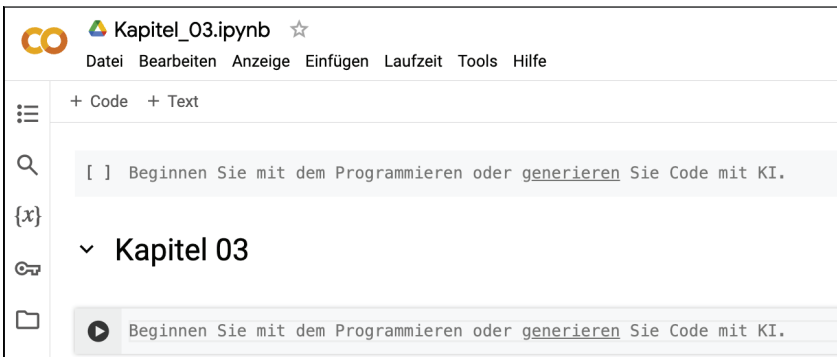 Kapitel_03.ipynb
Datei Bearbeiten Anzeige Einfügen Laufzeit Tools Hilfe
+ Code + Text
[ ] Beginnen Sie mit dem Programmieren oder generieren Sie Code mit KI.
{x}
Kapitel 03
Beginnen Sie mit dem Programmieren oder generieren Sie Code mit KI.